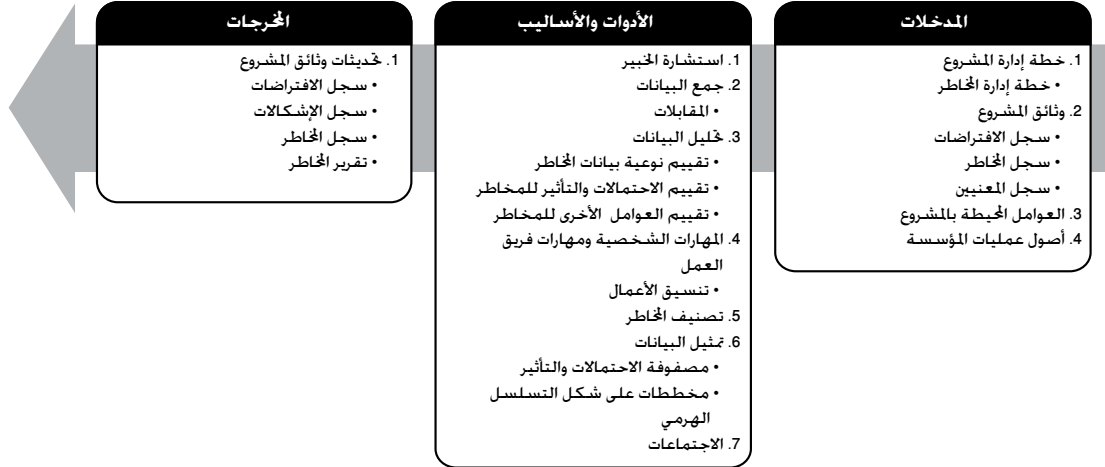 المدخلات
1. خطة إدارة المشروع
• خطة إدارة المخاطر
2. وثائق المشروع
• سجل الافتراضات
• سجل المخاطر
• سجل المعنيين
3. العوامل المحيطة بالمشروع
4. أصول عمليات المؤسسة
الأدوات والأساليب
1. استشارة الخبير
2. جمع البيانات
• المقابلات
3. تحليل البيانات
• تقييم نوعية بيانات المخاطر
• تقييم الاحتمالات والتأثير للمخاطر
• تقييم العوامل الأخرى للمخاطر
4. المهارات الشخصية ومهارات فريق
العمل
• تنسيق الأعمال
5. تصنيف المخاطر
6. تمثيل البيانات
• مصفوفة الاحتمالات والتأثير
• مخططات على شكل التسلسل
الهرمي
7. الاجتماعات
المخرجات
1. تحديثات وثائق المشروع
• سجل الافتراضات
• سجل الإشكالات
• سجل المخاطر
• تقرير المخاطر